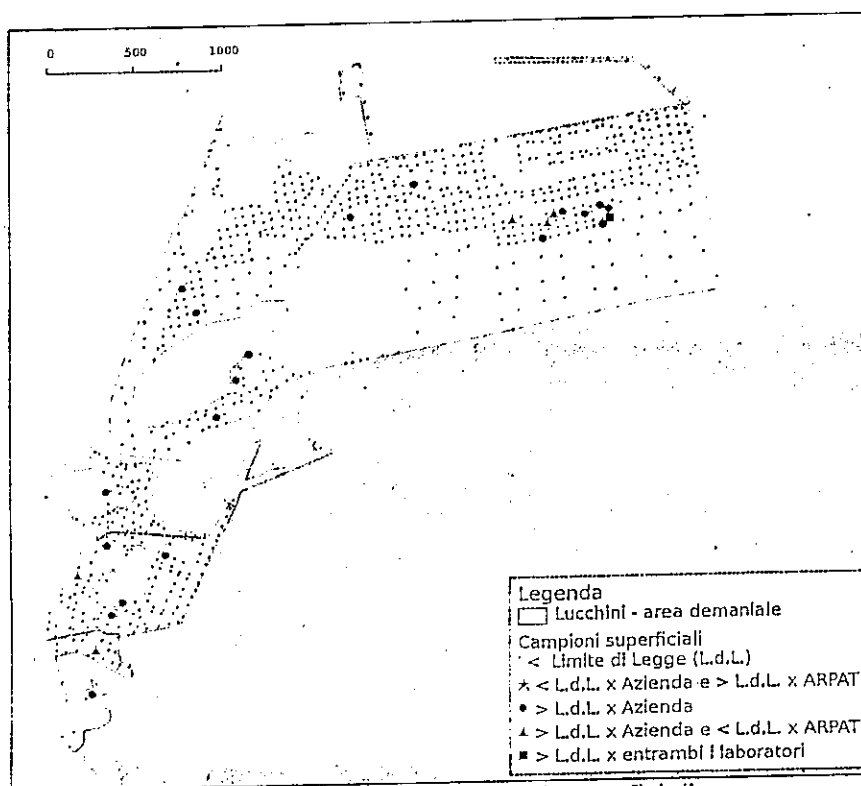 0 500 1000
Legenda
Lucchini - area demaniale
Campioni superficiali
< Limite di Legge (L.d.L.)
< L.d.L. x Azienda e > L.d.L. x ARPAT
> L.d.L. x Azienda
> L.d.L. x Azienda e < L.d.L. x ARPAT
> L.d.L. x entrambi i laboratori